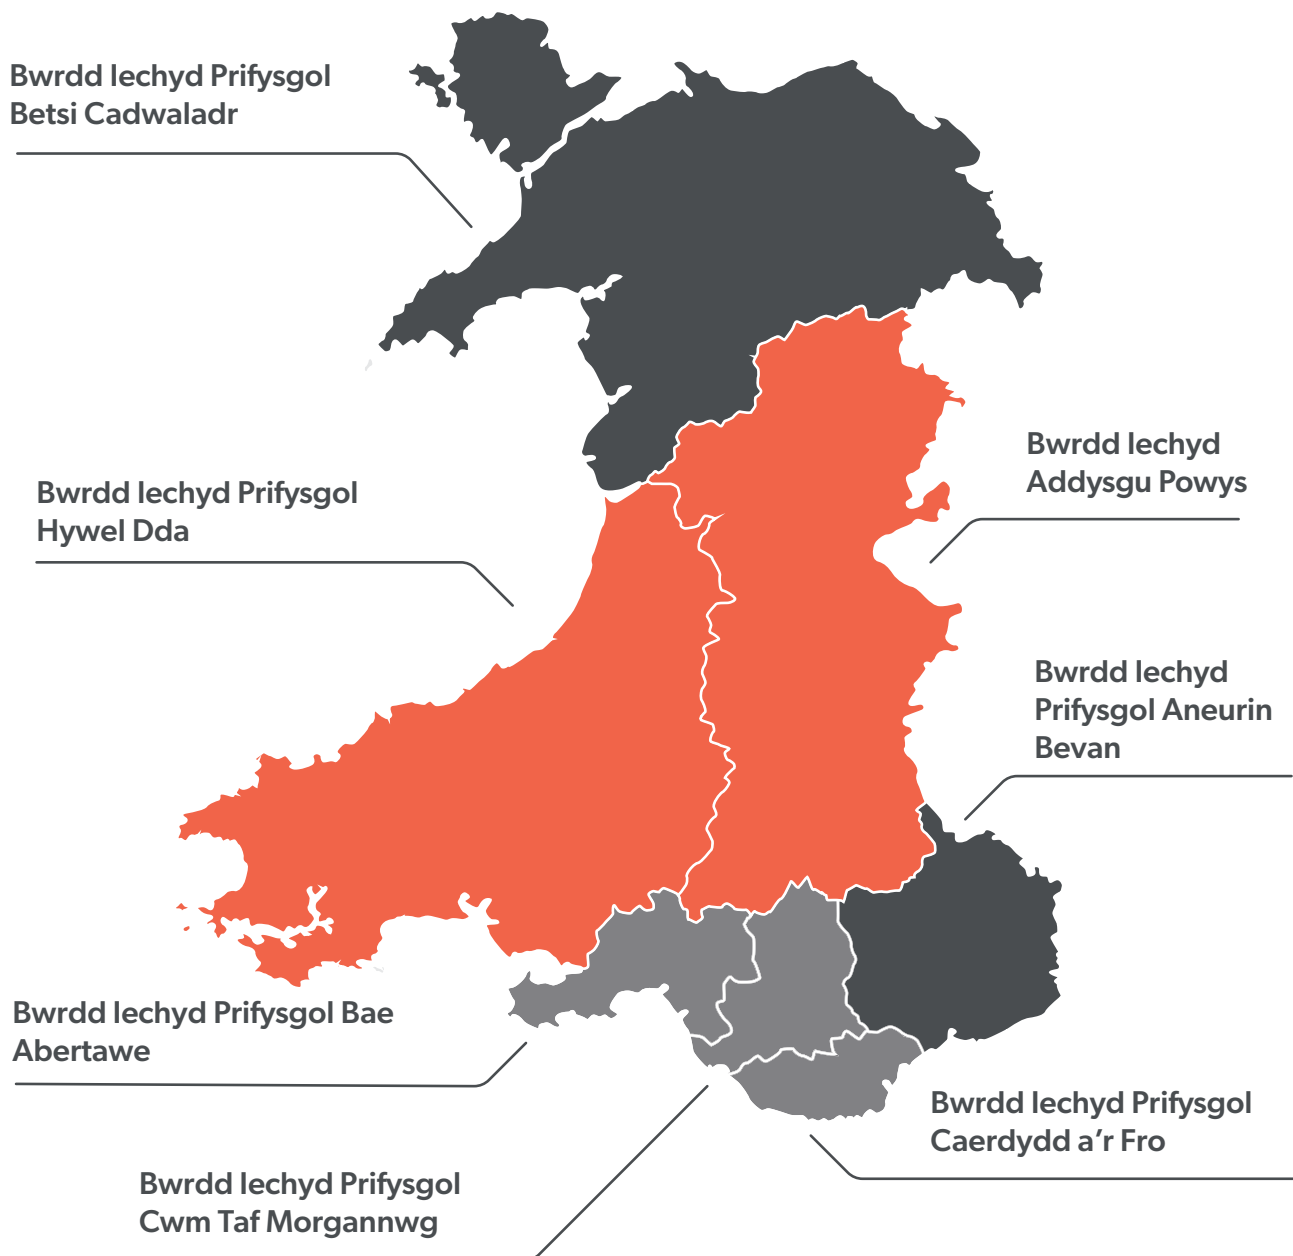 Bwrdd Iechyd Prifysgol
Betsi Cadwaladr
Bwrdd Iechyd
Addysgu Powys
Bwrdd Iechyd Prifysgol
Hywel Dda
Bwrdd Iechyd
Prifysgol Aneurin
Bevan
Bwrdd Iechyd Prifysgol Bae
Abertawe
Bwrdd Iechyd Prifysgol
Caerdydd a'r Fro
Bwrdd Iechyd Prifysgol
Cwm Taf Morgannwg